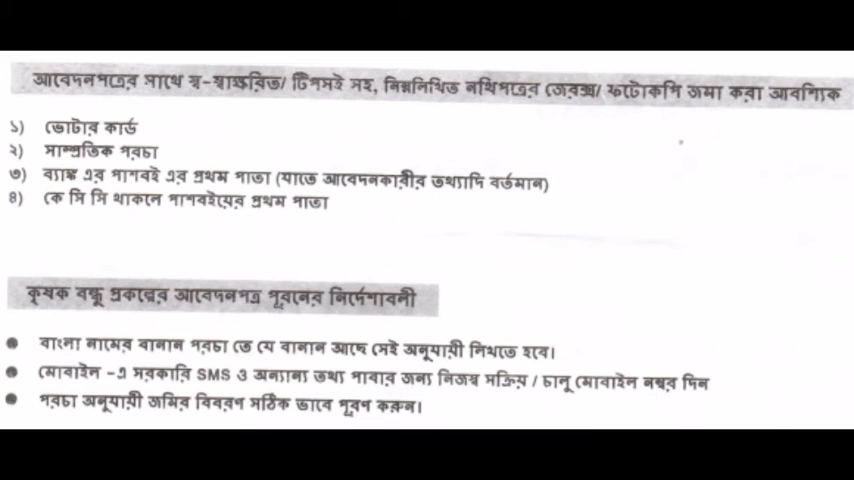 আবেদনপত্রের সাথে স্ব-স্বাক্ষরিত/ টিপসই সহ, নিম্নলিখিত নথিপত্রের জেরক্স/ ফটোকপি জমা করা আবশ্যিক
১) ভোটার কার্ড
২) সাম্প্রতিক পরচা
৩) ব্যাঙ্ক এর পাশবই এর প্রথম পাতা (যাতে আবেদনকারীর তথ্যাদি বর্তমান)
৪) কে সি সি থাকলে পাশবইয়ের প্রথম পাতা
কৃষক বন্ধু প্রকল্পের আবেদনপত্র পূরনের নির্দেশাবলী
● বাংলা নামের বানান পরচা তে যে বানান আছে সেই অনুযায়ী লিখতে হবে।
● মোবাইল -এ সরকারি SMS ও অন্যান্য তথ্য পাবার জন্য নিজস্ব সক্রিয় / চালু মোবাইল নম্বর দিন
● পরচা অনুযায়ী জমির বিবরণ সঠিক ভাবে পূরণ করুন।